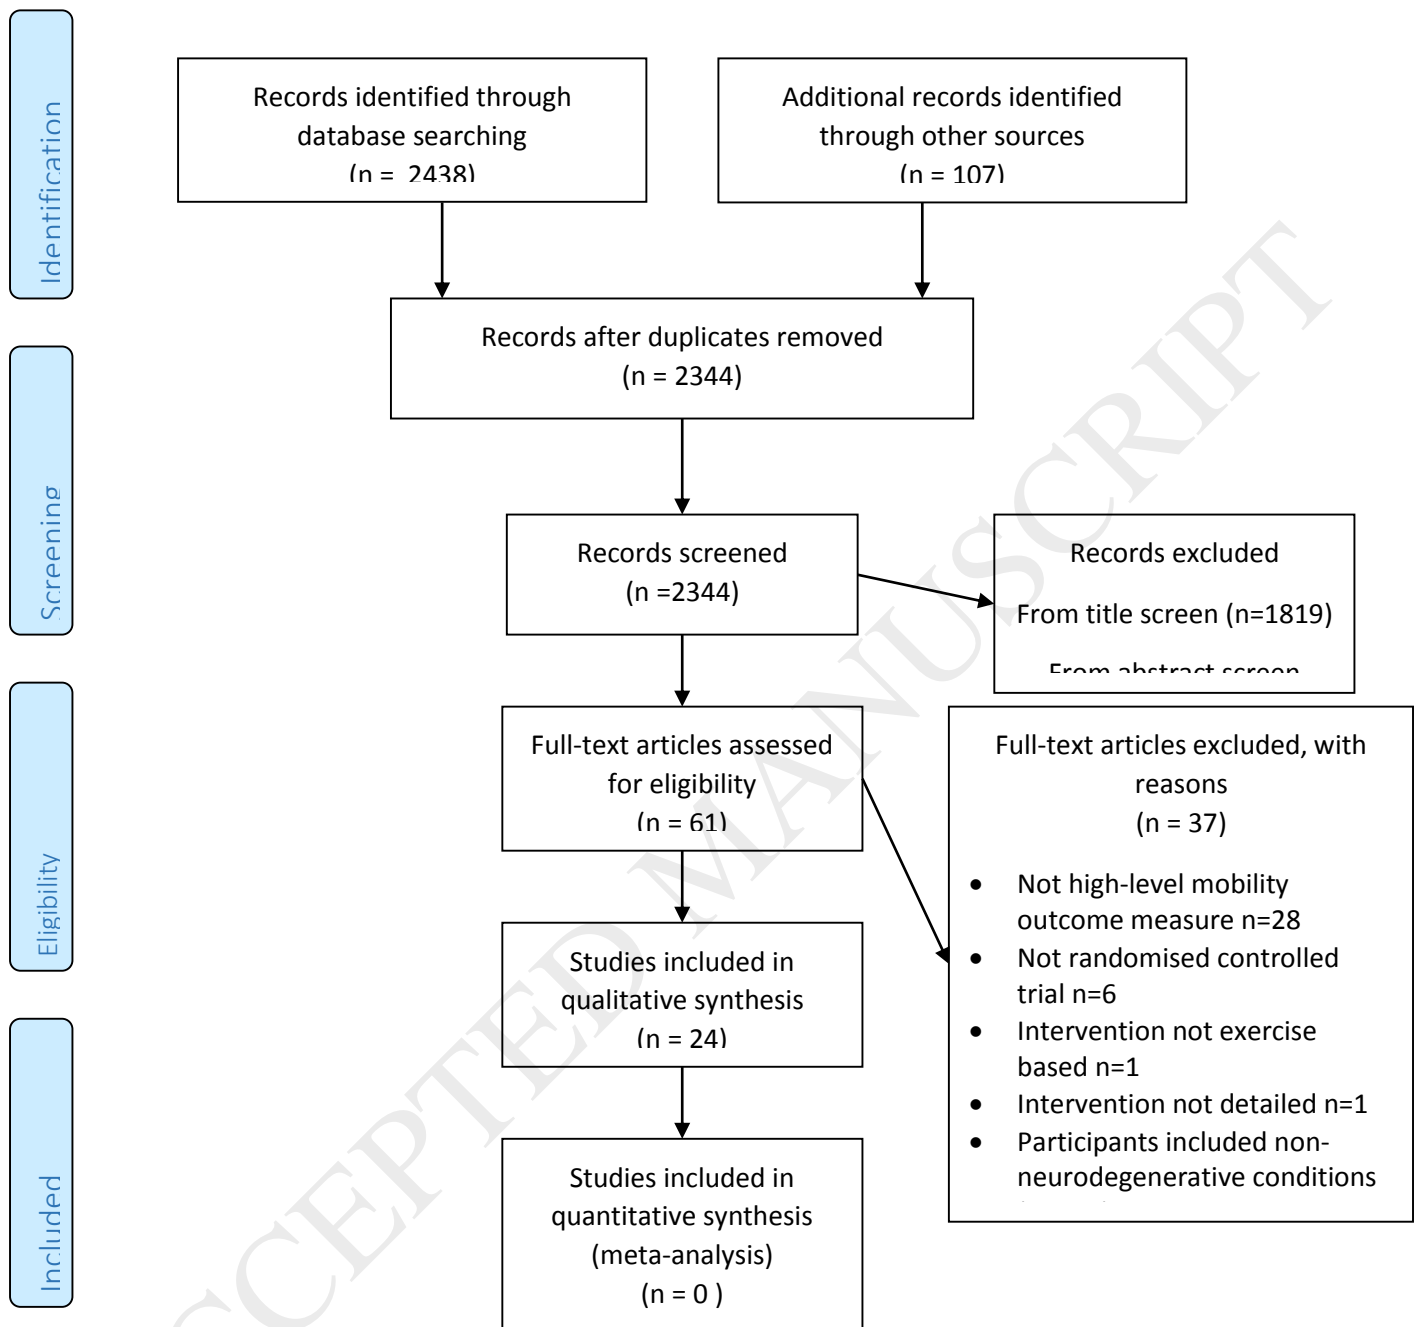 Identification
Records identified through
database searching
(n = 2438)
Additional records identified
through other sources
(n = 107)
Records after duplicates removed
(n = 2344)
Screening
Records screened
(n =2344)
Records excluded
From title screen (n=1819)
From abstract screen
Eligibility
Full-text articles assessed
for eligibility
(n = 61)
Full-text articles excluded, with
reasons
(n = 37)
• Not high-level mobility
outcome measure n=28
• Not randomised controlled
trial n=6
• Intervention not exercise
based n=1
• Intervention not detailed n=1
• Participants included non-
neurodegenerative conditions
Studies included in
qualitative synthesis
(n = 24)
Included
Studies included in
quantitative synthesis
(meta-analysis)
(n = 0 )
CCEPTED MANUSCRIPT